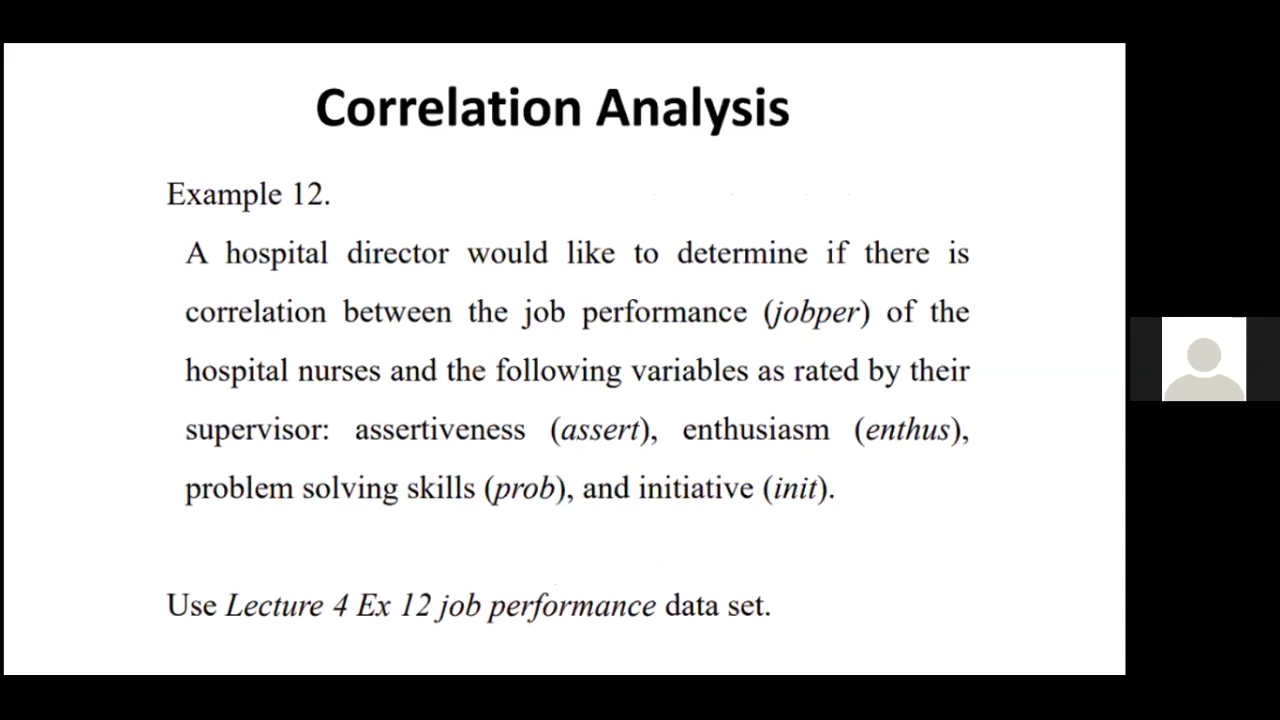 Correlation Analysis
Example 12.
A hospital director would like to determine if there is
correlation between the job performance (jobper) of the
hospital nurses and the following variables as rated by their
supervisor: assertiveness (assert), enthusiasm (enthus),
problem solving skills (prob), and initiative (init).
Use Lecture 4 Ex 12 job performance data set.